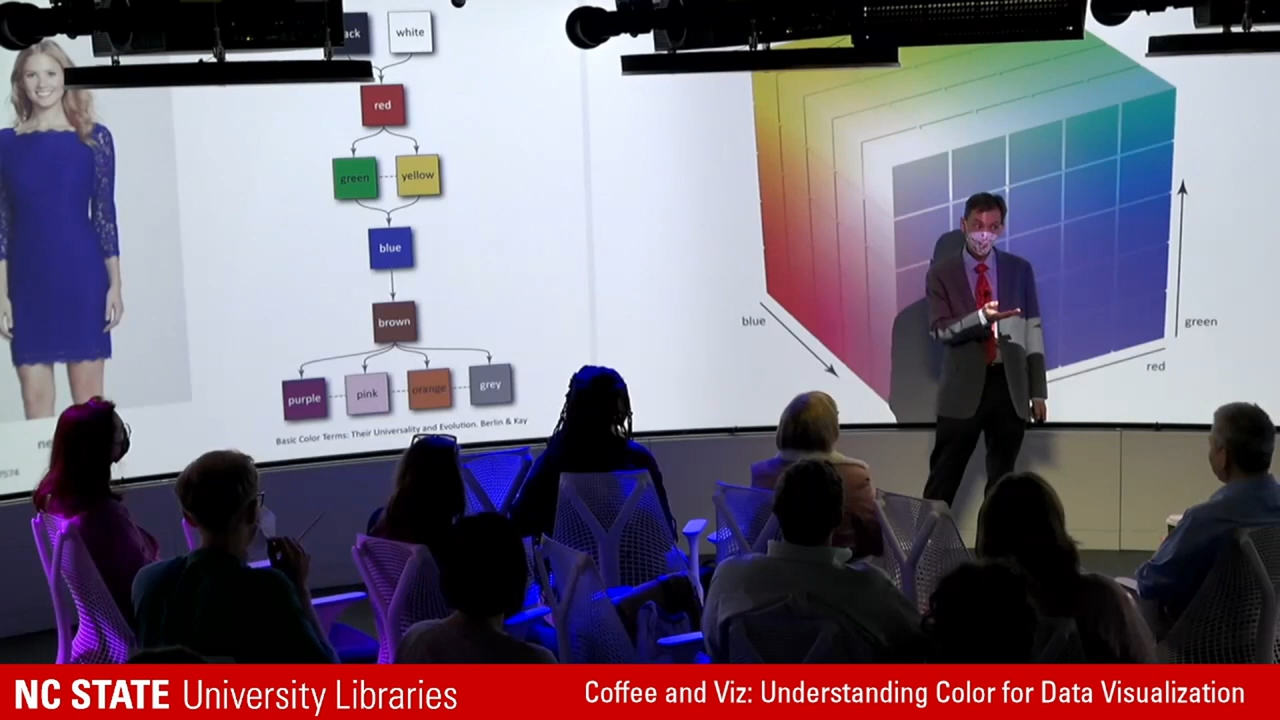 white
red
green
yellow
blue
brown
purple
pink
orange
grey
Basic Color Terms: Their Universality and Evolution. Berlin & Kay
blue
green
red
7574
NC STATE University Libraries
Coffee and Viz: Understanding Color for Data Visualization